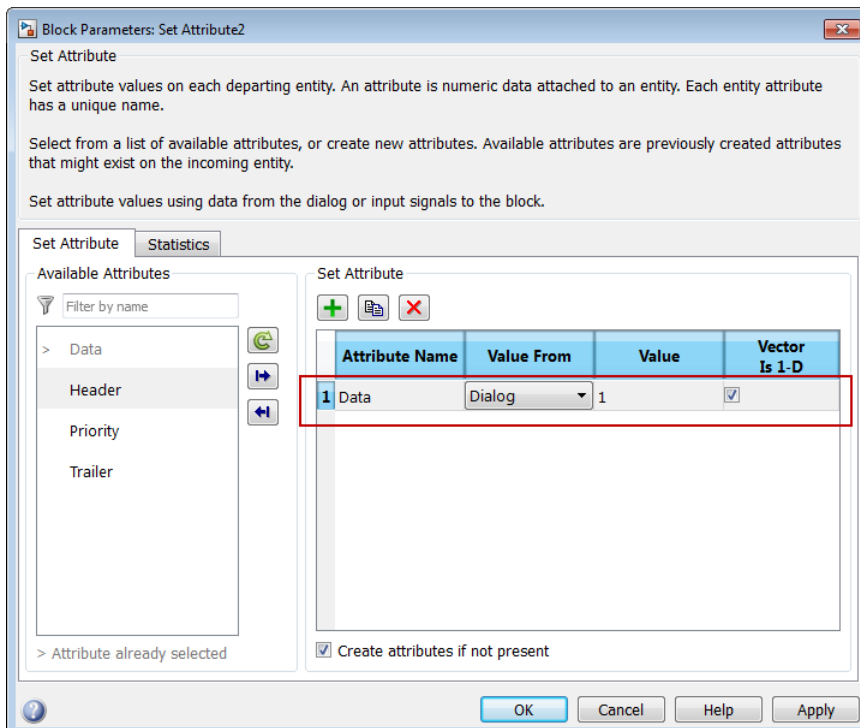 Block Parameters: Set Attribute2
Set Attribute
Set attribute values on each departing entity. An attribute is numeric data attached to an entity. Each entity attribute
has a unique name.
Select from a list of available attributes, or create new attributes. Available attributes are previously created attributes
that might exist on the incoming entity.
Set attribute values using data from the dialog or input signals to the block.
Set Attribute Statistics
Available Attributes
Filter by name
> Data
Header
Priority
Trailer
> Attribute already selected
Set Attribute
Attribute Name Value From Value Vector
Is 1-D
1 Data Dialog 1
Create attributes if not present
OK Cancel Help Apply